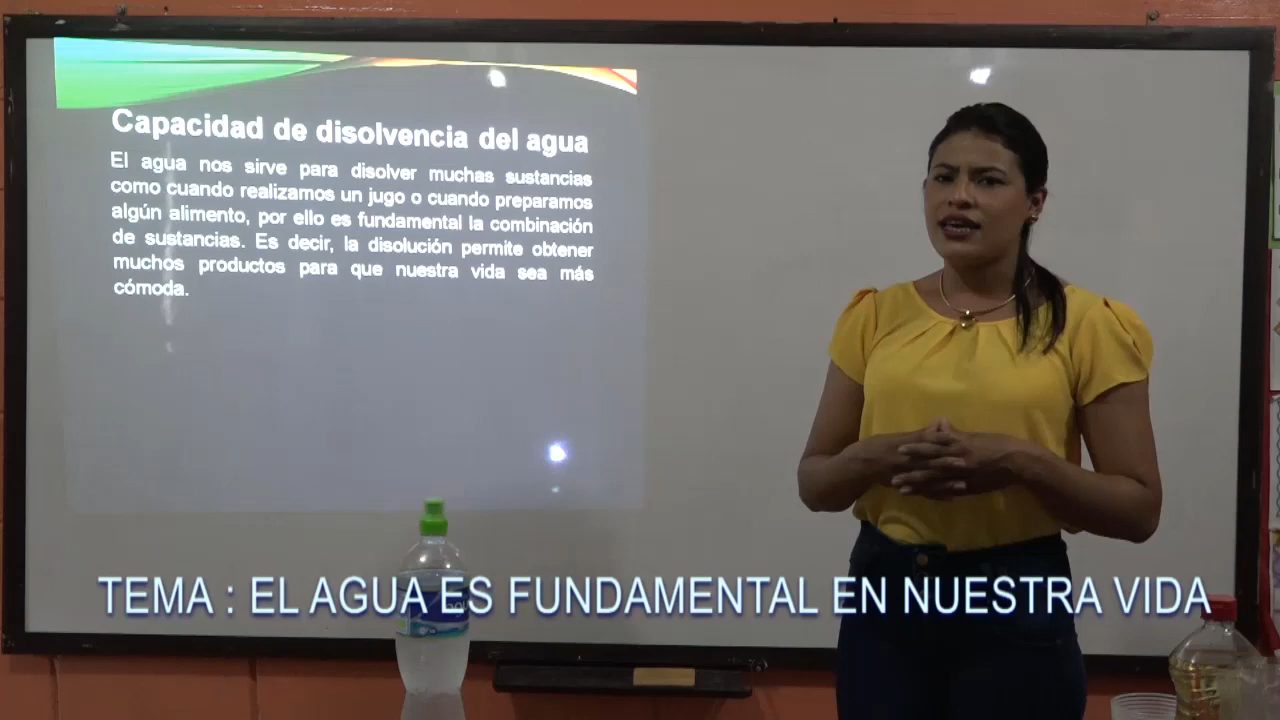 Capacidad de disolvencia del agua
El agua nos sirve para disolver muchas sustancias
como cuando realizamos un jugo o cuando preparamos
algún alimento, por ello es fundamental la combinación
de sustancias. Es decir, la disolución permite obtener
muchos productos para que nuestra vida sea más
cómoda.
TEMA : EL AGUA ES FUNDAMENTAL EN NUESTRA VIDA